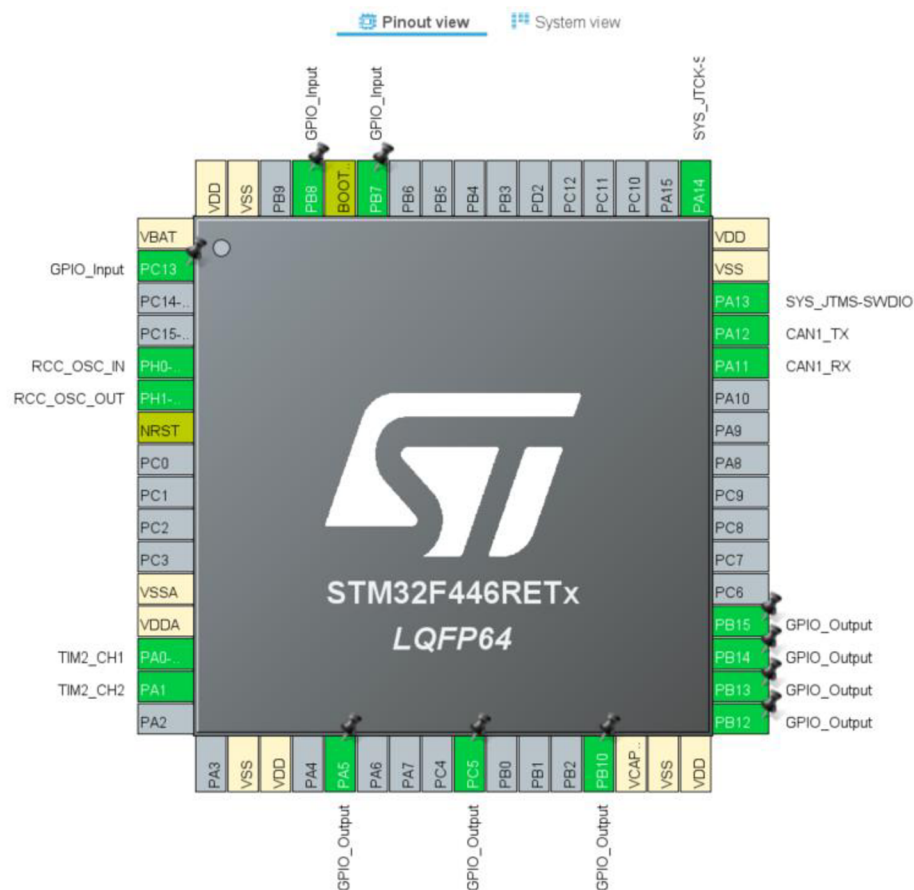 Pinout view
System view
GPIO_Input
GPIO_Input
SYS_JTCK-S
VDD
VSS
PB9
PB8
BOOT..
PB7
PB6
PB5
PB4
PB3
PD2
PC12
PC11
PC10
PA15
PA14
VBAT
GPIO_Input PC13
PC14-..
PC15-..
RCC_OSC_IN PH0-..
RCC_OSC_OUT PH1-..
NRST
PC0
PC1
PC2
PC3
VSSA
VDDA
TIM2_CH1 PA0-..
TIM2_CH2 PA1
PA2
STM32F446RETx
LQFP64
VDD
VSS
PA13 SYS_JTMS-SWDIO
PA12 CAN1_TX
PA11 CAN1_RX
PA10
PA9
PA8
PC9
PC8
PC7
PC6
PB15 GPIO_Output
PB14 GPIO_Output
PB13 GPIO_Output
PB12 GPIO_Output
PA3
VSS
VDD
PA4
PA5
PA6
PA7
PC4
PC5
PB0
PB1
PB2
PB10
VCAP..
VSS
VDD
GPIO_Output
GPIO_Output
GPIO_Output